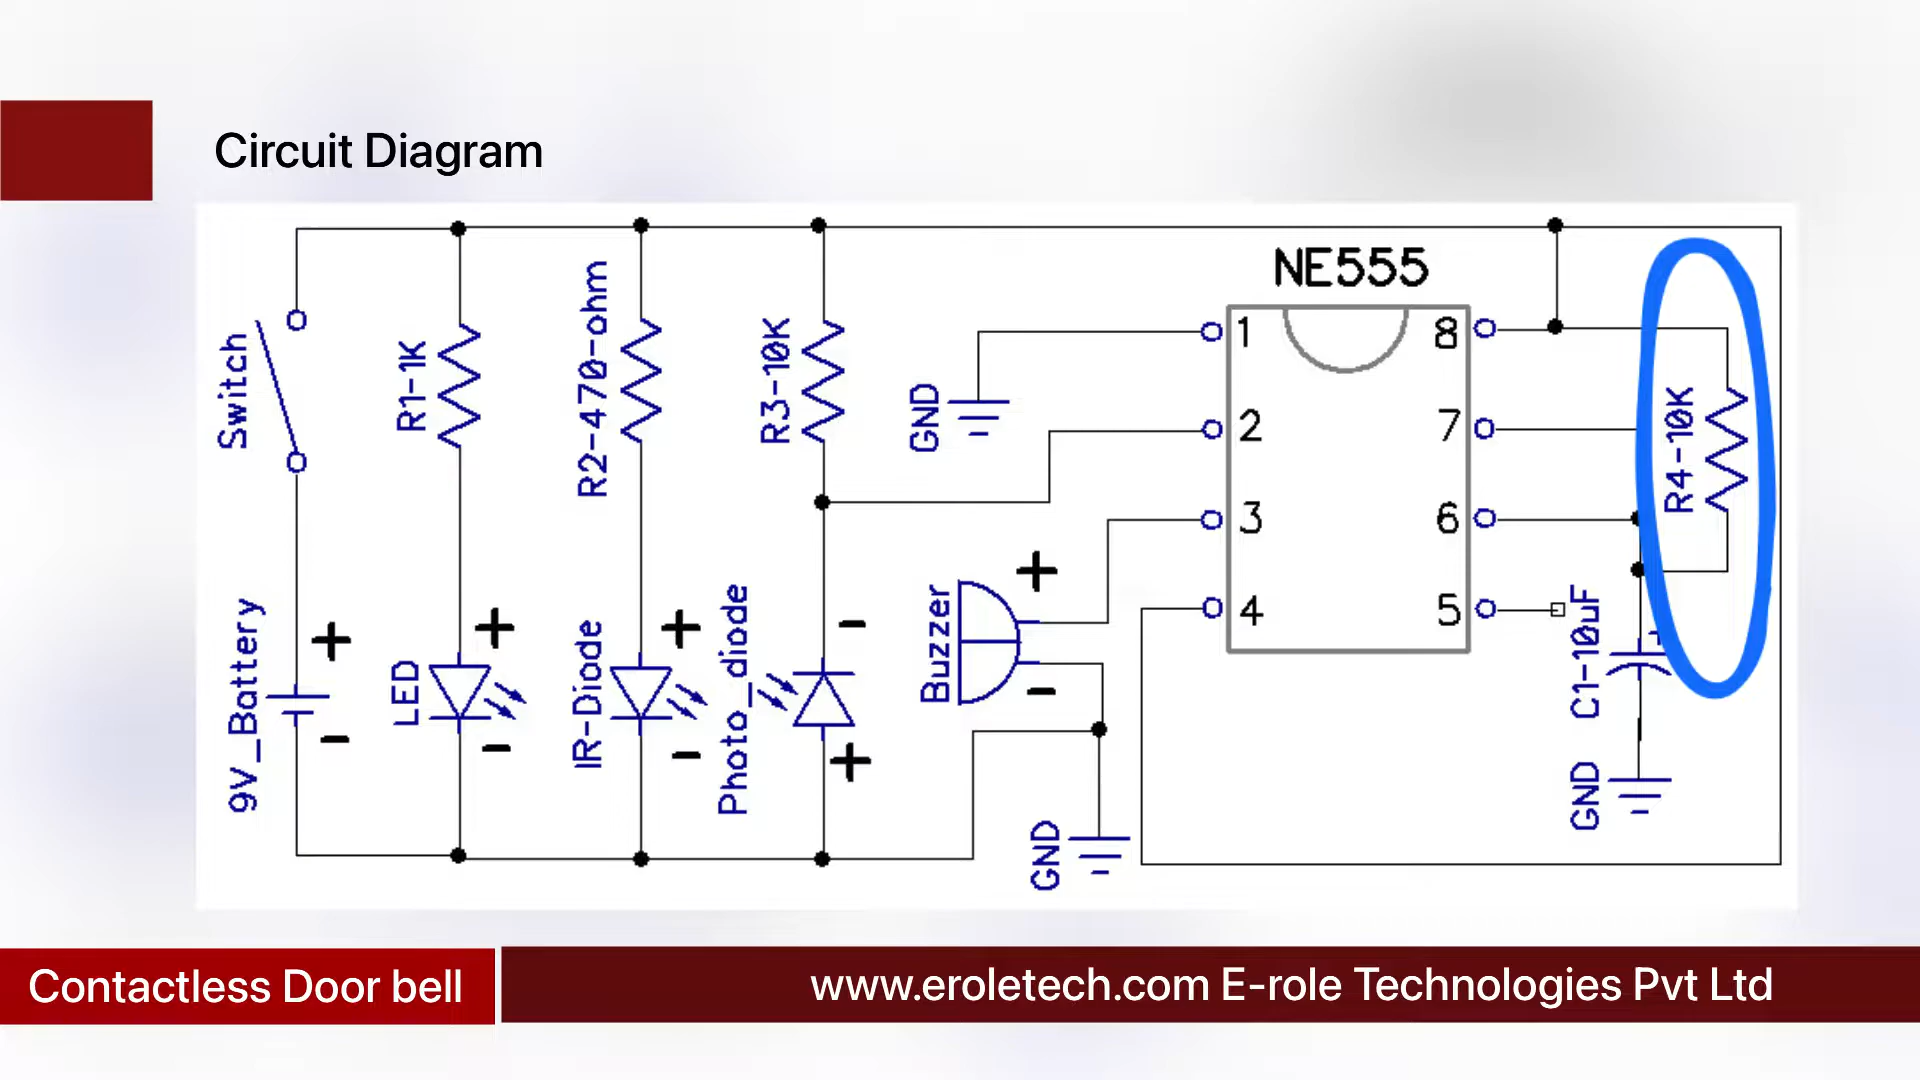 Circuit Diagram
NE555
Switch
R1-1K
R2-470-ohm
R3-10K
GND
1
2
3
4
8
7
6
5
R4-10K
9V_Battery
+
-
LED
+
-
IR-Diode
+
-
Photo_diode
-
+
Buzzer
+
-
GND
C1-10uF
+
GND
Contactless Door bell
www.eroletech.com E-role Technologies Pvt Ltd